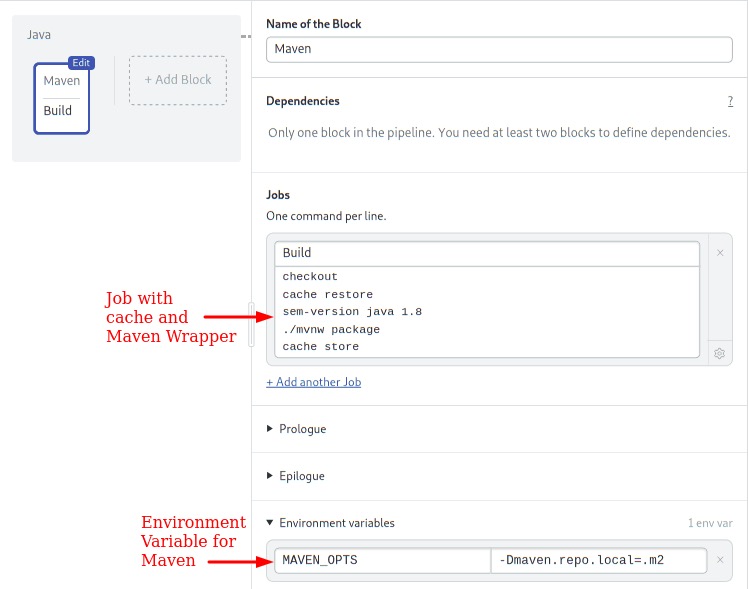 Java
Edit
Maven
Build
+ Add Block
Name of the Block
Maven
Dependencies
?
Only one block in the pipeline. You need at least two blocks to define dependencies.
Jobs
One command per line.
Build
checkout
cache restore
sem-version java 1.8
./mvnw package
cache store
Job with
cache and
Maven Wrapper
+ Add another Job
Prologue
Epilogue
Environment variables
1 env var
Environment
Variable for
Maven
MAVEN_OPTS
-Dmaven.repo.local=.m2